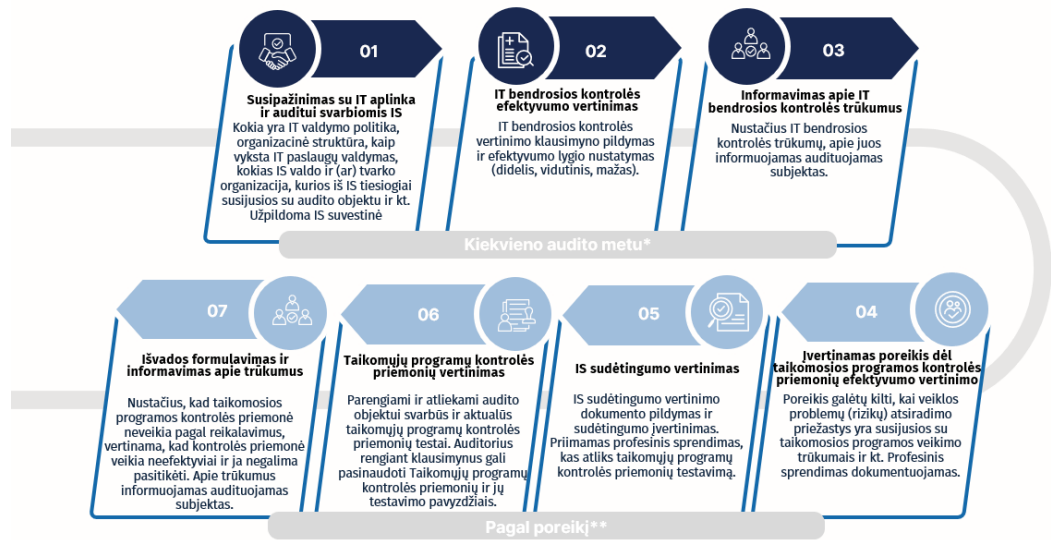 01
Susipažinimas su IT aplinka
ir auditui svarbiomis IS
Kokia yra IT valdymo politika,
organizacinė struktūra, kaip
vyksta IT paslaugų valdymas,
kokias IS valdo ir (ar) tvarko
organizacija, kurios iš IS tiesiogiai
susijusios su audito objektu ir kt.
Užpildoma IS suvestinė
02
IT bendrosios kontrolės
efektyvumo vertinimas
IT bendrosios kontrolės
vertinimo klausimyno pildymas
ir efektyvumo lygio nustatymas
(didelis, vidutinis, mažas).
03
Informavimas apie IT
bendrosios kontrolės trūkumus
Nustačius IT bendrosios
kontrolės trūkumų, apie juos
informuojamas audituojamas
subjektas.
Kiekvieno audito metu*
04
Įvertinamas poreikis dėl
taikomosios programos kontrolės
priemonių efektyvumo vertinimo
Poreikis galėtų kilti, kai veiklos
problemų (rizikų) atsiradimo
priežastys yra susijusios su
taikomosios programos veikimo
trūkumais ir kt. Profesinis
sprendimas dokumentuojamas.
05
IS sudėtingumo vertinimas
IS sudėtingumo vertinimo
dokumento pildymas ir
sudėtingumo įvertinimas.
Priimamas profesinis sprendimas,
kas atliks taikomųjų programų
kontrolės priemonių testavimą.
06
Taikomųjų programų kontrolės
priemonių vertinimas
Parengiami ir atliekami audito
objektui svarbūs ir aktualūs
taikomųjų programų kontrolės
priemonių testai. Auditorius
rengiant klausimynus gali
pasinaudoti Taikomųjų programų
kontrolės priemonių ir jų
testavimo pavyzdžiais.
07
Išvados formulavimas ir
informavimas apie trūkumus
Nustačius, kad taikomosios
programos kontrolės priemonė
neveikia pagal reikalavimus,
vertinama, kad kontrolės priemonė
veikia neefektyviai ir ja negalima
pasitikėti. Apie trūkumus
informuojamas audituojamas
subjektas.
Pagal poreikį**